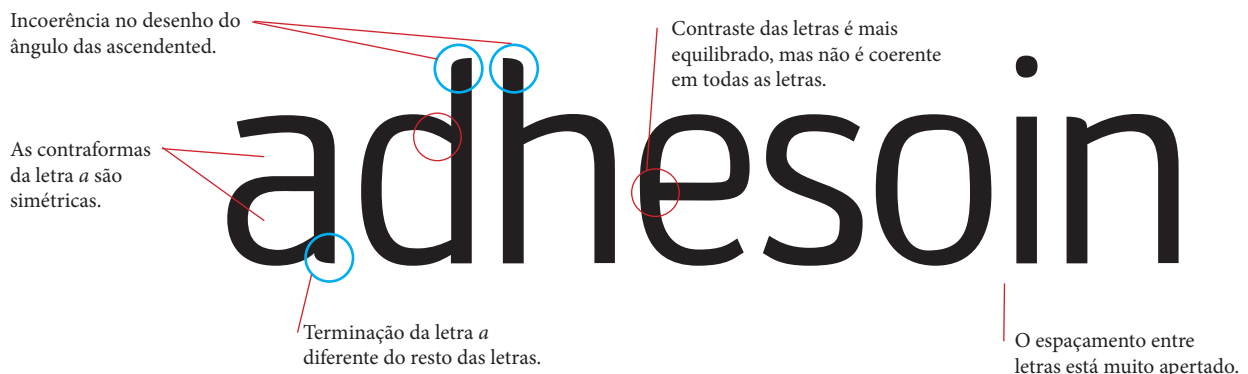 Incoerência no desenho do
ângulo das ascendented.
Contraste das letras é mais
equilibrado, mas não é coerente
em todas as letras.
adhesoin
As contraformas
da letra a são
simétricas.
Terminação da letra a
diferente do resto das letras.
O espaçamento entre
letras está muito apertado.